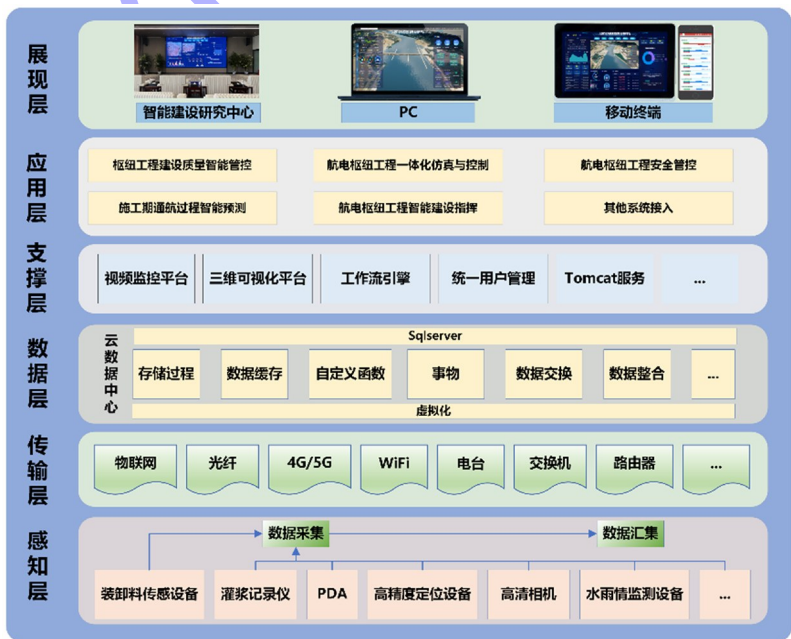 展现层
智能建设研究中心
PC
移动终端
应用层
枢纽工程建设质量智能管控
航电枢纽工程一体化仿真与控制
航电枢纽工程安全管控
施工期通航过程智能预测
航电枢纽工程智能建设指挥
其他系统接入
支撑层
视频监控平台
三维可视化平台
工作流引擎
统一用户管理
Tomcat服务
...
数据层
云数据中心
Sqlserver
存储过程
数据缓存
自定义函数
事物
数据交换
数据整合
...
虚拟化
传输层
物联网
光纤
4G/5G
WiFi
电台
交换机
路由器
...
感知层
数据采集
数据汇集
装卸料传感设备
灌浆记录仪
PDA
高精度定位设备
高清相机
水雨情监测设备
...